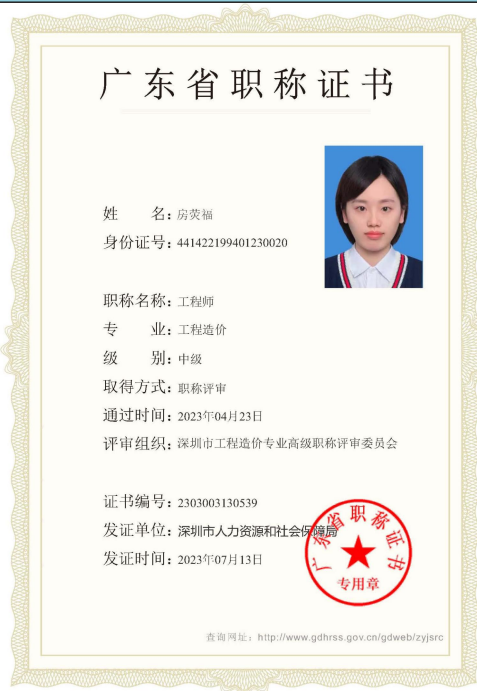 广东省职称证书
姓 名：房荧福
身份证号：441422199401230020
职称名称：工程师
专 业：工程造价
级 别：中级
取得方式：职称评审
通过时间：2023年04月23日
评审组织：深圳市工程造价专业高级职称评审委员会
证书编号：2303003130539
发证单位：深圳市人力资源和社会保障局
发证时间：2023年07月13日
广东省职称证书
专用章
查询网址：http://www.gdhrss.gov.cn/gdweb/zyjsrc